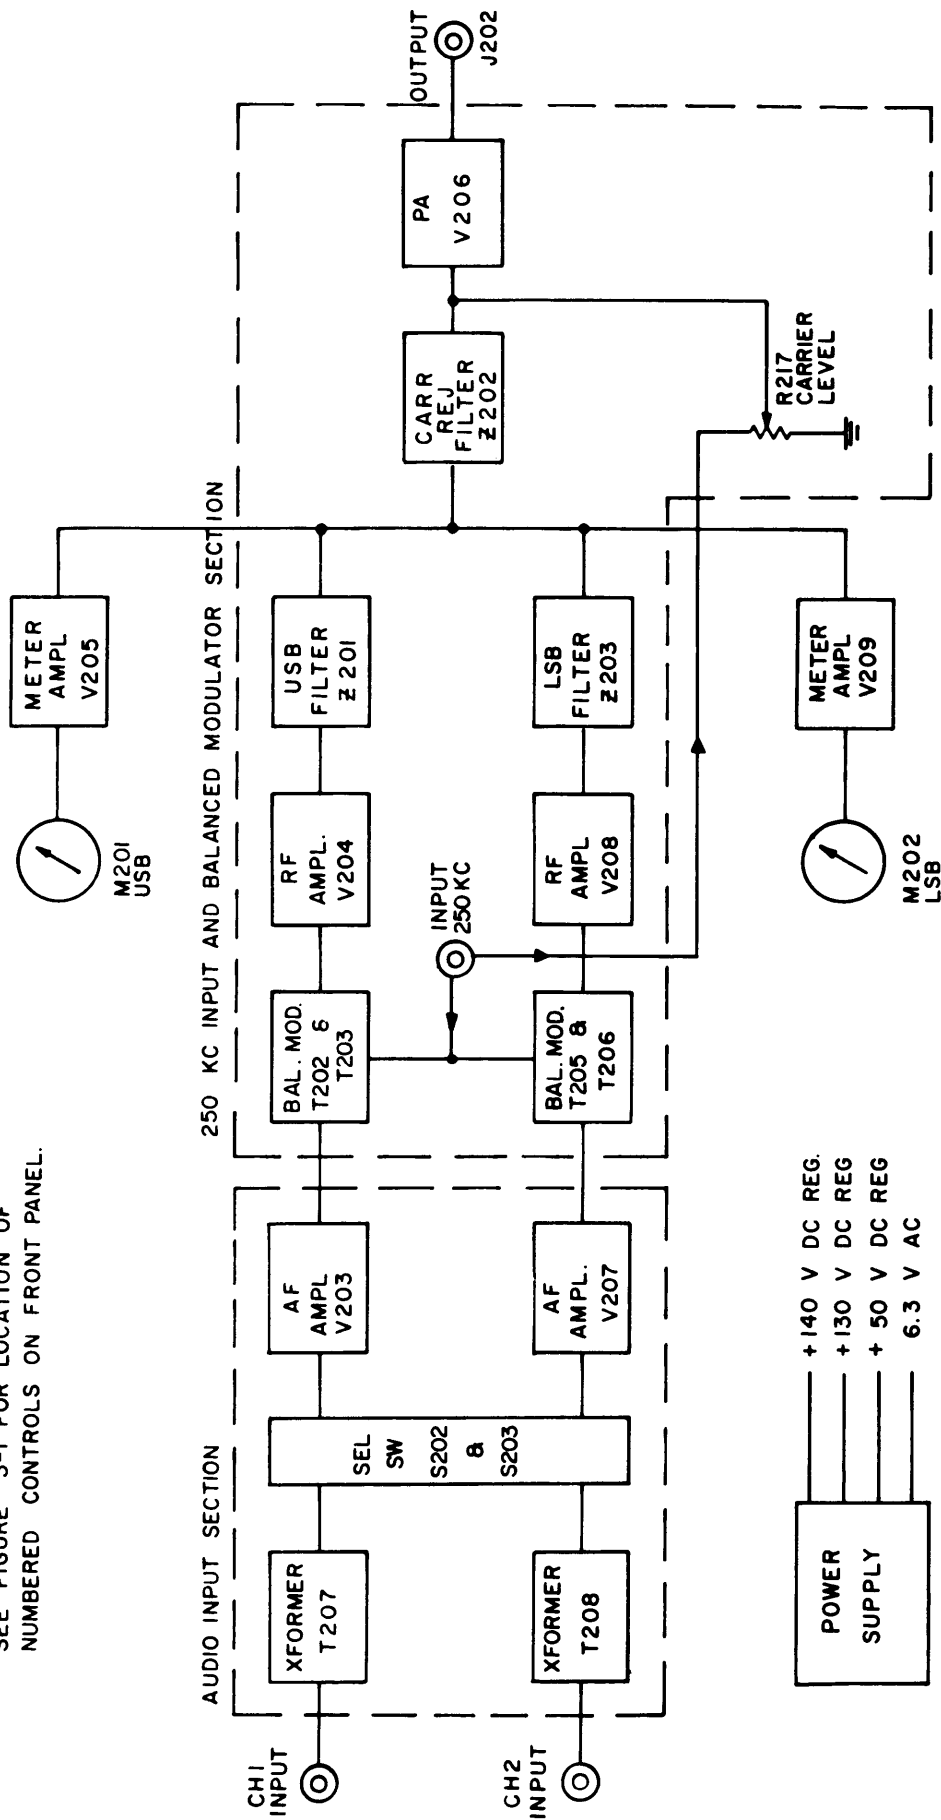 SEE FIGURE 3-1 FOR LOCATION OF
NUMBERED CONTROLS ON FRONT PANEL.
AUDIO INPUT SECTION
250 KC INPUT AND BALANCED MODULATOR SECTION
CH1
INPUT
XFORMER
T207
SEL
SW
S202
&
S203
AF
AMPL
V203
BAL. MOD.
T202 &
T203
RF
AMPL.
V204
USB
FILTER
Z201
M201
USB
METER
AMPL
V205
INPUT
250KC
CARR
REJ
FILTER
Z202
PA
V206
OUTPUT
J202
CH2
INPUT
XFORMER
T208
AF
AMPL.
V207
BAL. MOD.
T205 &
T206
RF
AMPL
V208
LSB
FILTER
Z203
R217
CARRIER
LEVEL
M202
LSB
METER
AMPL
V209
POWER
SUPPLY
+140 V DC REG.
+130 V DC REG
+ 50 V DC REG
6.3 V AC